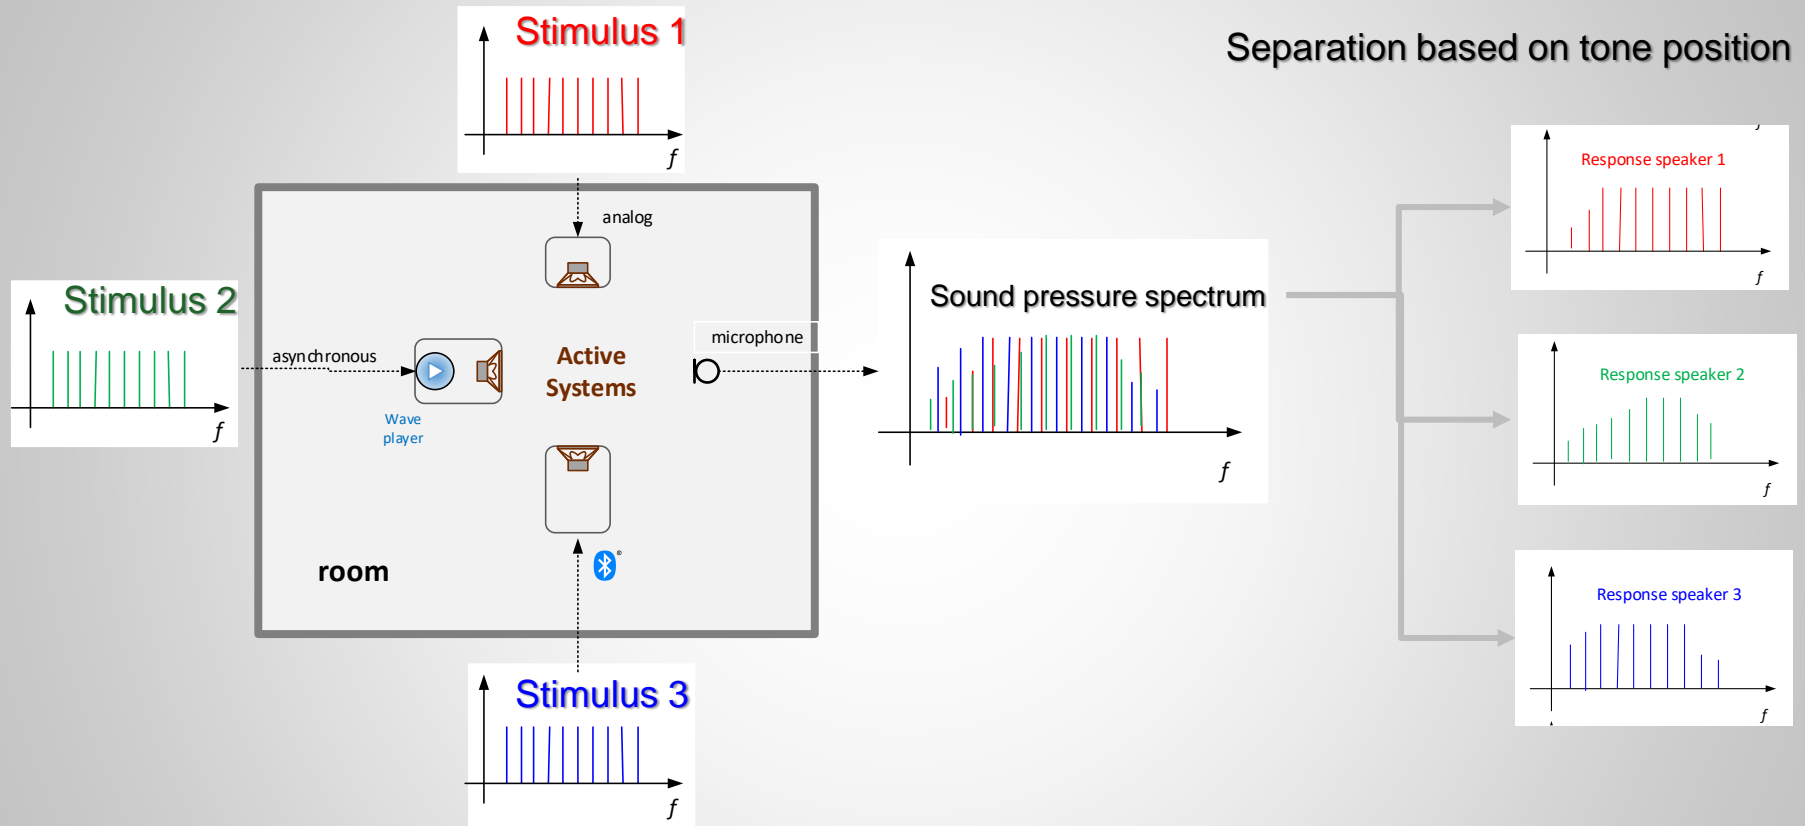 Stimulus 1
f
Separation based on tone position
Response speaker 1
f
analog
Stimulus 2
f
asynchronous
Wave
player
Active
Systems
microphone
Sound pressure spectrum
f
Response speaker 2
f
room
®
Stimulus 3
f
Response speaker 3
f